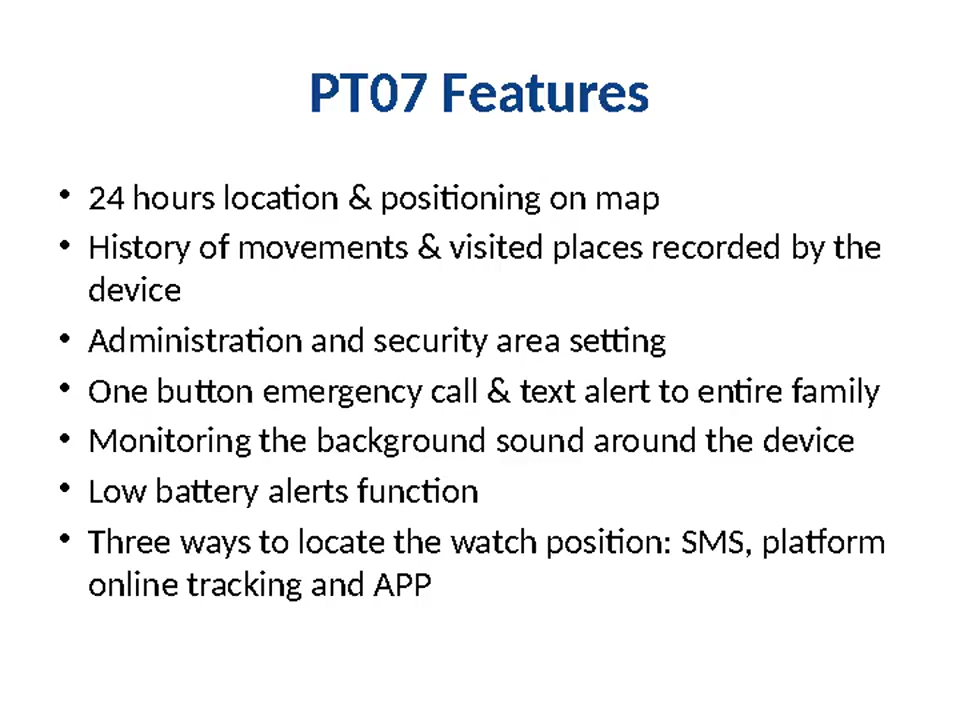 PT07 Features
• 24 hours location & positioning on map
• History of movements & visited places recorded by the
device
• Administration and security area setting
• One button emergency call & text alert to entire family
• Monitoring the background sound around the device
• Low battery alerts function
• Three ways to locate the watch position: SMS, platform
online tracking and APP